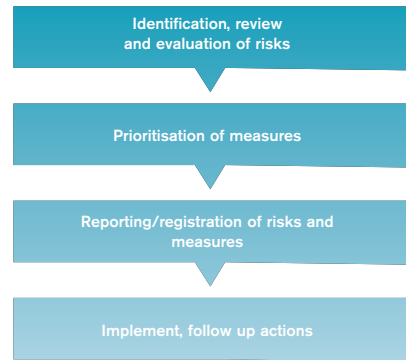 Identification, review
and evaluation of risks
Prioritisation of measures
Reporting/registration of risks and
measures
Implement, follow up actions